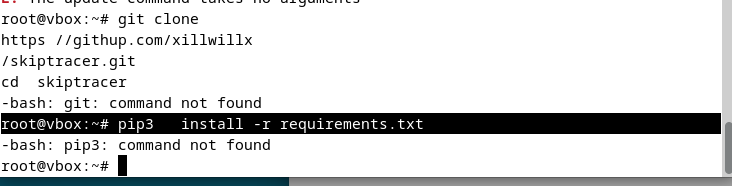 E: The update command takes no arguments
root@vbox:~# git clone
https //githup.com/xillwillx
/skiptracer.git
cd  skiptracer
-bash: git: command not found
root@vbox:~# pip3   install -r requirements.txt
-bash: pip3: command not found
root@vbox:~#